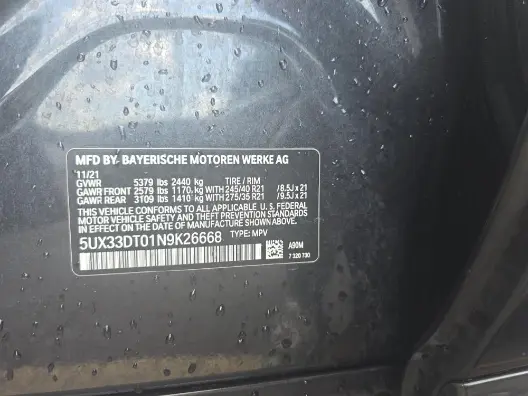 MFD BY BAYERISCHE MOTOREN WERKE AG
11/21
GVWR 5379 lbs 2440 kg TIRE / RIM
GAWR FRONT 2579 lbs 1170 kg WITH 245/40 R21 / 8.5J x 21
GAWR REAR 3109 lbs 1410 kg WITH 275/35 R21 / 9.5J x 21
THIS VEHICLE CONFORMS TO ALL APPLICABLE U.S. FEDERAL
MOTOR VEHICLE SAFETY AND THEFT PREVENTION STANDARDS
IN EFFECT ON THE DATE OF MANUFACTURE SHOWN ABOVE.
5UX33DT01N9K26668 TYPE: MPV
A90M
7 320 730